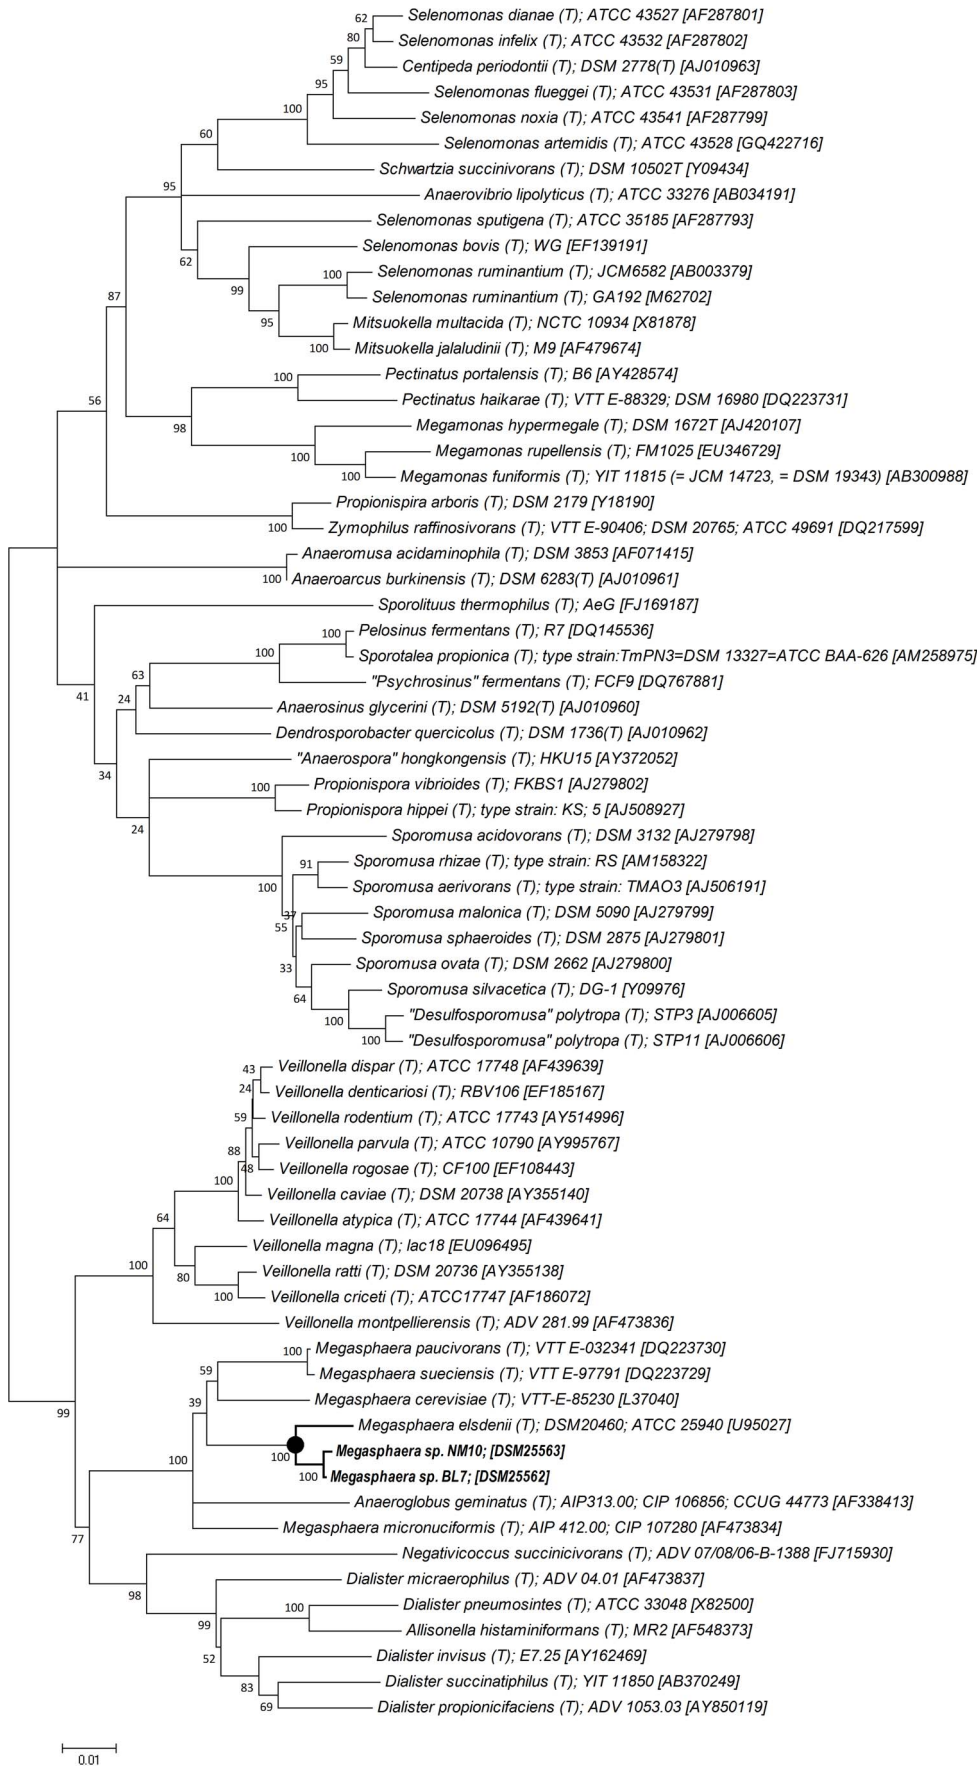 Selenomonas dianae (T); ATCC 43527 [AF287801]
62
Selenomonas infelix (T); ATCC 43532 [AF287802]
80
Centipeda periodontii (T); DSM 2778(T) [AJ010963]
59
Selenomonas flueggei (T); ATCC 43531 [AF287803]
95
Selenomonas noxia (T); ATCC 43541 [AF287799]
100
Selenomonas artemidis (T); ATCC 43528 [GQ422716]
60
Schwartzia succinivorans (T); DSM 10502T [Y09434]
95
Anaerovibrio lipolyticus (T); ATCC 33276 [AB034191]
Selenomonas sputigena (T); ATCC 35185 [AF287793]
Selenomonas bovis (T); WG [EF139191]
62
Selenomonas ruminantium (T); JCM6582 [AB003379]
100
99
Selenomonas ruminantium (T); GA192 [M62702]
87
Mitsuokella multacida (T); NCTC 10934 [X81878]
95
Mitsuokella jalaludinii (T); M9 [AF479674]
100
Pectinatus portalensis (T); B6 [AY428574]
100
Pectinatus haikarae (T); VTT E-88329; DSM 16980 [DQ223731]
56
Megamonas hypermegale (T); DSM 1672T [AJ420107]
98
Megamonas rupellensis (T); FM1025 [EU346729]
100
Megamonas funiformis (T); YIT 11815 (= JCM 14723, = DSM 19343) [AB300988]
100
Propionispira arboris (T); DSM 2179 [Y18190]
Zymophilus raffinosivorans (T); VTT E-90406; DSM 20765; ATCC 49691 [DQ217599]
100
Anaeromusa acidaminophila (T); DSM 3853 [AF071415]
Anaeroarcus burkinensis (T); DSM 6283(T) [AJ010961]
100
Sporolituus thermophilus (T); AeG [FJ169187]
Pelosinus fermentans (T); R7 [DQ145536]
100
Sporotalea propionica (T); type strain:TmPN3=DSM 13327=ATCC BAA-626 [AM258975]
100
"Psychrosinus" fermentans (T); FCF9 [DQ767881]
63
41
Anaerosinus glycerini (T); DSM 5192(T) [AJ010960]
24
Dendrosporobacter quercicolus (T); DSM 1736(T) [AJ010962]
"Anaerospora" hongkongensis (T); HKU15 [AY372052]
34
Propionispora vibrioides (T); FKBS1 [AJ279802]
100
Propionispora hippei (T); type strain: KS; 5 [AJ508927]
24
Sporomusa acidovorans (T); DSM 3132 [AJ279798]
Sporomusa rhizae (T); type strain: RS [AM158322]
91
Sporomusa aerivorans (T); type strain: TMAO3 [AJ506191]
100
Sporomusa malonica (T); DSM 5090 [AJ279799]
37
55
Sporomusa sphaeroides (T); DSM 2875 [AJ279801]
Sporomusa ovata (T); DSM 2662 [AJ279800]
33
Sporomusa silvacetica (T); DG-1 [Y09976]
64
"Desulfosporomusa" polytropa (T); STP3 [AJ006605]
100
"Desulfosporomusa" polytropa (T); STP11 [AJ006606]
100
Veillonella dispar (T); ATCC 17748 [AF439639]
43
Veillonella denticariosi (T); RBV106 [EF185167]
24
Veillonella rodentium (T); ATCC 17743 [AY514996]
59
Veillonella parvula (T); ATCC 10790 [AY995767]
88
Veillonella rogosae (T); CF100 [EF108443]
48
100
Veillonella caviae (T); DSM 20738 [AY355140]
Veillonella atypica (T); ATCC 17744 [AF439641]
64
Veillonella magna (T); lac18 [EU096495]
100
Veillonella ratti (T); DSM 20736 [AY355138]
80
Veillonella criceti (T); ATCC17747 [AF186072]
100
Veillonella montpellierensis (T); ADV 281.99 [AF473836]
Megasphaera paucivorans (T); VTT E-032341 [DQ223730]
100
Megasphaera sueciensis (T); VTT E-97791 [DQ223729]
59
Megasphaera cerevisiae (T); VTT-E-85230 [L37040]
39
99
Megasphaera elsdenii (T); DSM20460; ATCC 25940 [U95027]
Megasphaera sp. NM10; [DSM25563]
100
100
Megasphaera sp. BL7; [DSM25562]
100
Anaeroglobus geminatus (T); AIP313.00; CIP 106856; CCUG 44773 [AF338413]
Megasphaera micronuciformis (T); AIP 412.00; CIP 107280 [AF473834]
77
Negativicoccus succinicivorans (T); ADV 07/08/06-B-1388 [FJ715930]
Dialister micraerophilus (T); ADV 04.01 [AF473837]
98
Dialister pneumosintes (T); ATCC 33048 [X82500]
100
99
Allisonella histaminiformans (T); MR2 [AF548373]
Dialister invisus (T); E7.25 [AY162469]
52
Dialister succinatiphilus (T); YIT 11850 [AB370249]
83
Dialister propionicifaciens (T); ADV 1053.03 [AY850119]
69
0.01